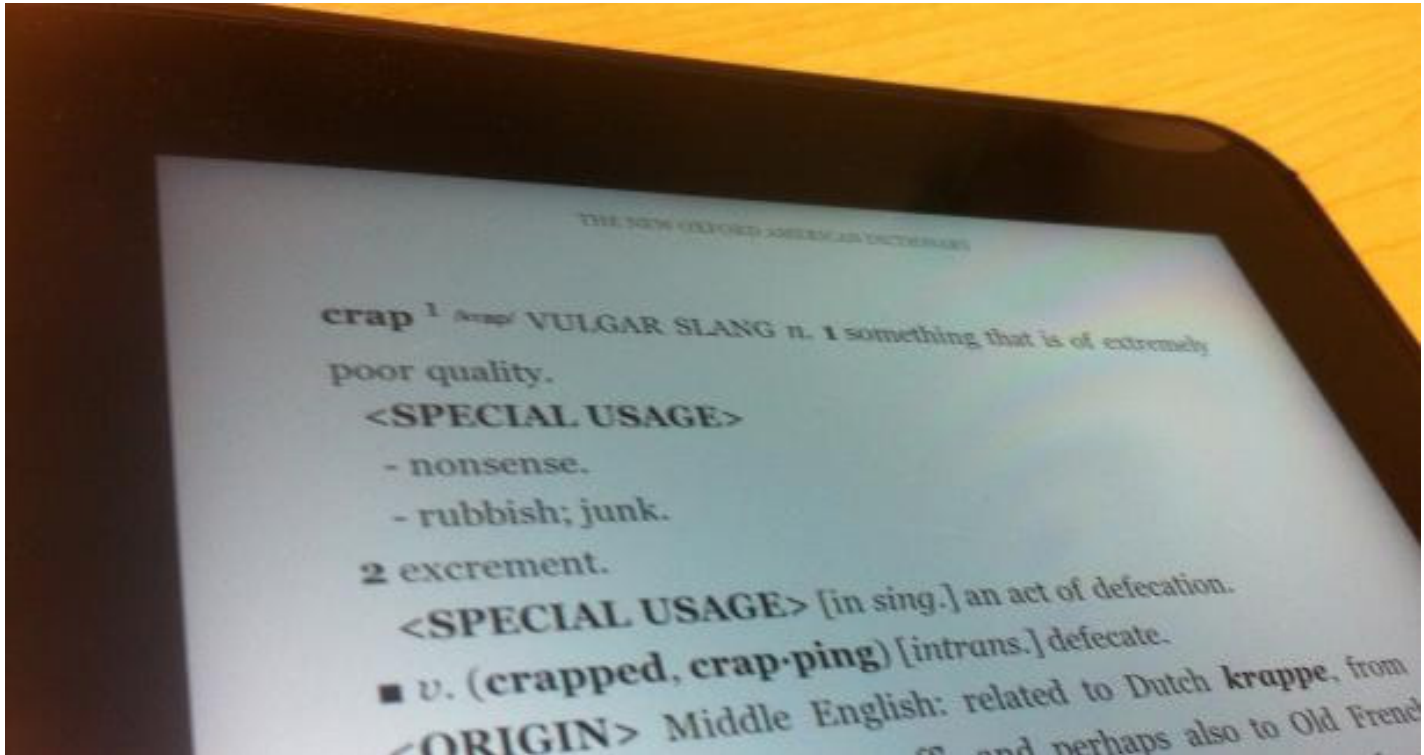 THE NEW OXFORD AMERICAN DICTIONARY
crap 1 /krap/ VULGAR SLANG n. 1 something that is of extremely
poor quality.
<SPECIAL USAGE>
- nonsense.
- rubbish; junk.
2 excrement.
<SPECIAL USAGE> [in sing.] an act of defecation.
■ v. (crapped, crap·ping) [intrans.] defecate.
<ORIGIN> Middle English: related to Dutch krappe, from
and perhaps also to Old French